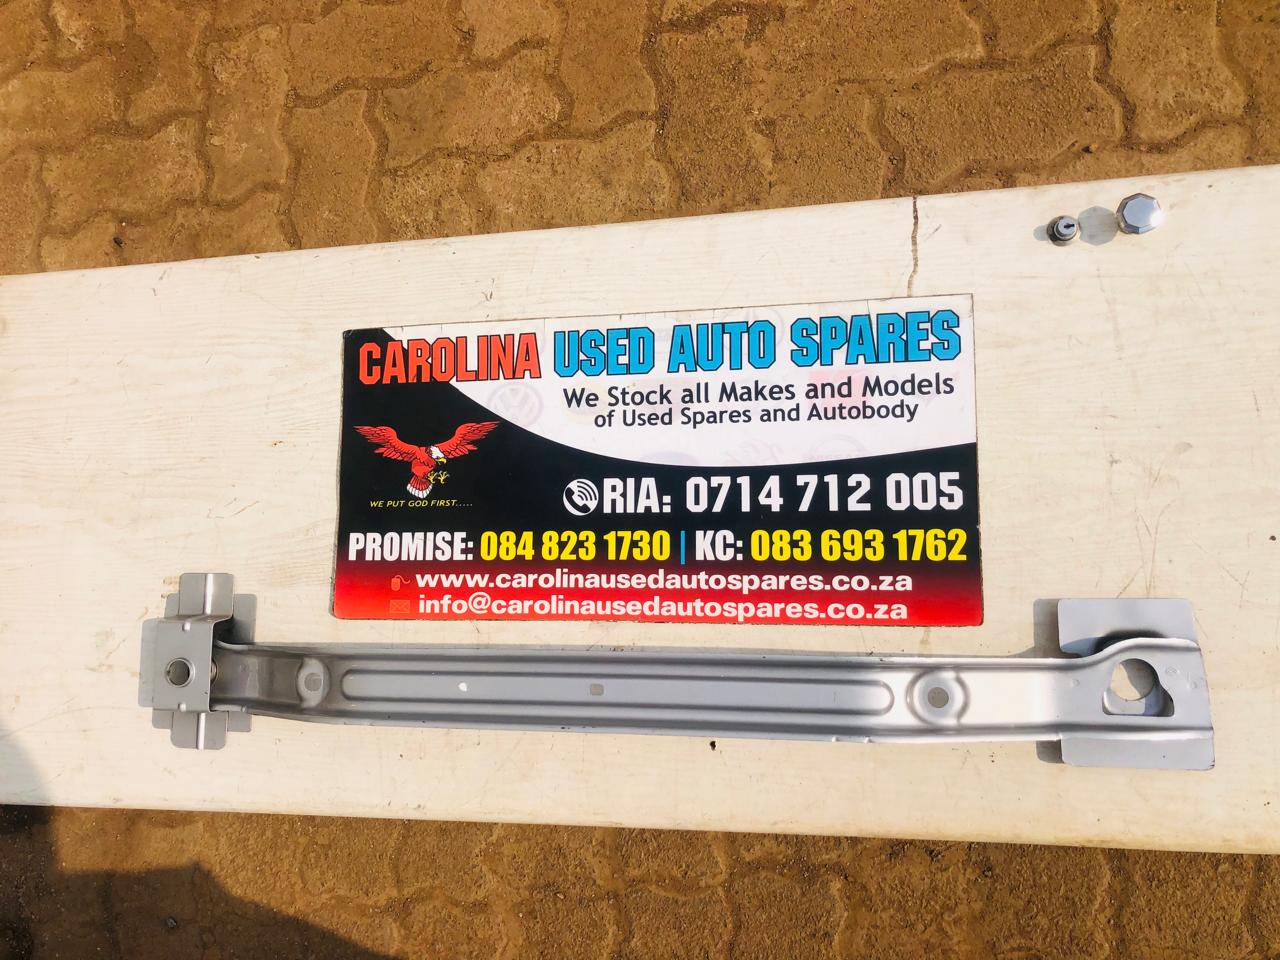 CAROLINA USED AUTO SPARES
We Stock all Makes and Models
of Used Spares and Autobody
WE PUT GOD FIRST.....
RIA: 0714 712 005
PROMISE: 084 823 1730 | KC: 083 693 1762
www.carolinausedautospares.co.za
info@carolinausedautospares.co.za